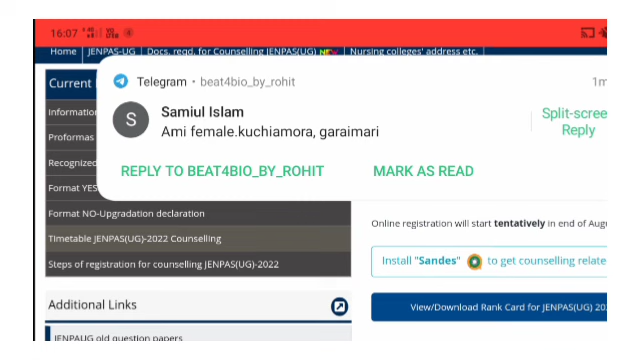 16:07
Home | JENPAS-UG | Docs. reqd. for Counselling JENPAS(UG) | Nursing colleges' address etc. |
Current
Telegram • beat4bio_by_rohit 1m
S
Samiul Islam
Ami female.kuchiamora, garaimari
Split-scree
Reply
REPLY TO BEAT4BIO_BY_ROHIT MARK AS READ
Information
Proformas
Recognized
Format YES
Format NO-Upgradation declaration
Timetable JENPAS(UG)-2022 Counselling
Steps of registration for counselling JENPAS(UG)-2022
Online registration will start tentatively in end of Augu
Install "Sandes" to get counselling relate
Additional Links
View/Download Rank Card for JENPAS(UG) 20
JENPAUG old question papers